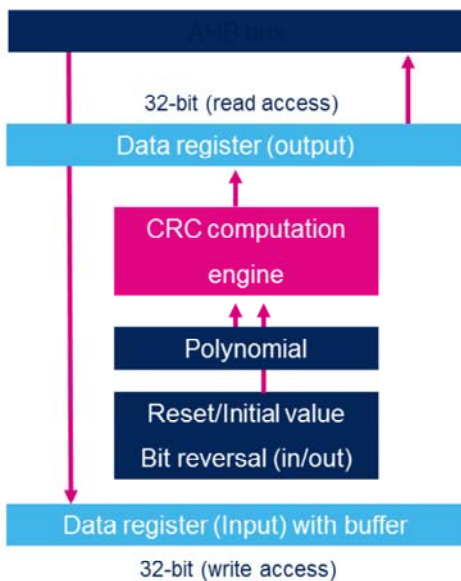 AHB bus
32-bit (read access)
Data register (output)
CRC computation
engine
Polynomial
Reset/Initial value
Bit reversal (in/out)
Data register (Input) with buffer
32-bit (write access)